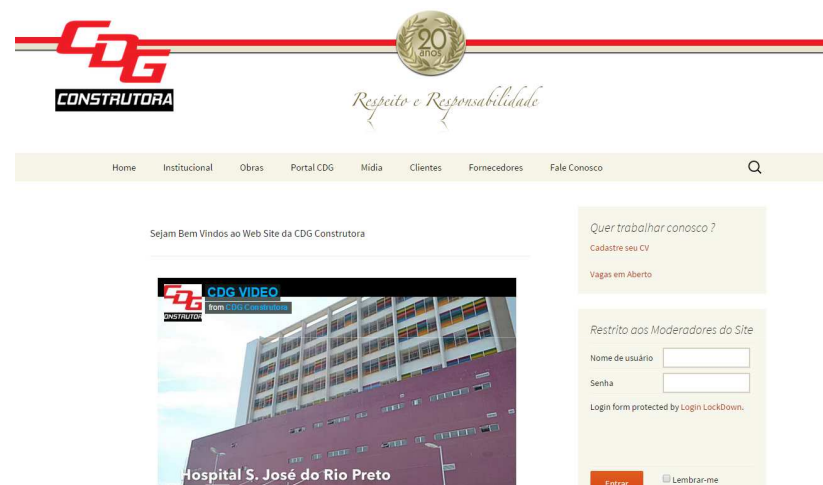 CDG
CONSTRUTORA
20
anos
Respeito e Responsabilidade
Home Institucional Obras Portal CDG Mídia Clientes Fornecedores Fale Conosco
Sejam Bem Vindos ao Web Site da CDG Construtora
CDG
CONSTRUTORA
CDG VIDEO
from CDG Construtora
Hospital S. José do Rio Preto
Quer trabalhar conosco ?
Cadastre seu CV
Vagas em Aberto
Restrito aos Moderadores do Site
Nome de usuário
Senha
Login form protected by Login LockDown.
Entrar Lembrar-me